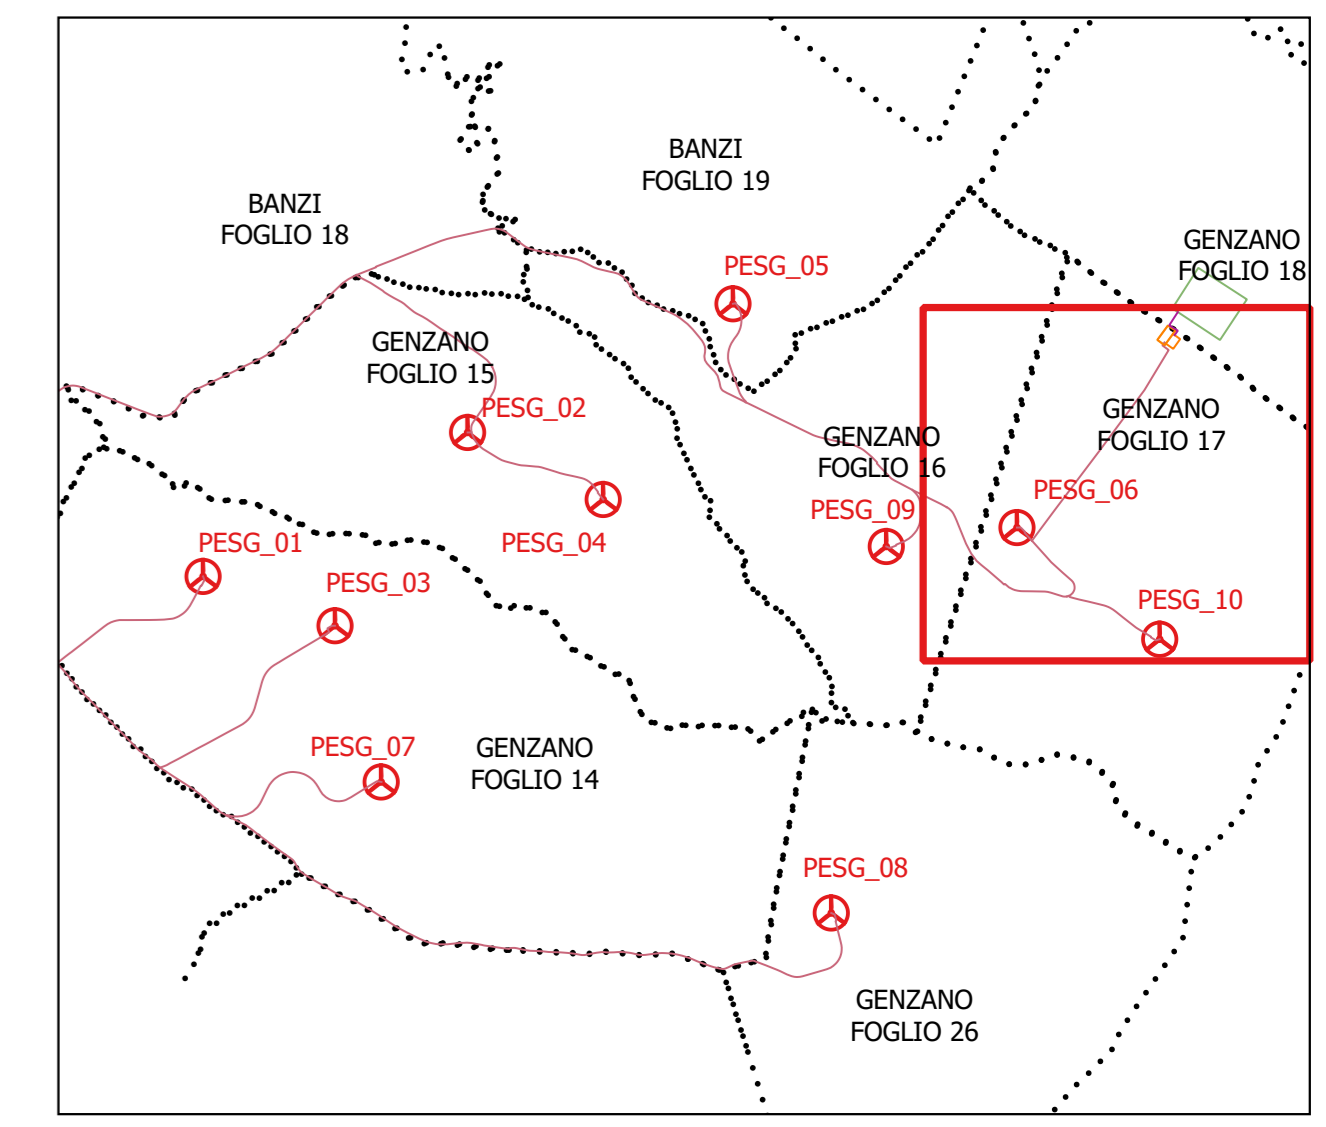 BANZI
FOGLIO 19
BANZI
FOGLIO 18
GENZANO
FOGLIO 18
PESG_05
GENZANO
FOGLIO 15
PESG_02
GENZANO
FOGLIO 17
GENZANO
FOGLIO 16
PESG_06
PESG_09
PESG_04
PESG_01
PESG_03
PESG_10
PESG_07
GENZANO
FOGLIO 14
PESG_08
GENZANO
FOGLIO 26